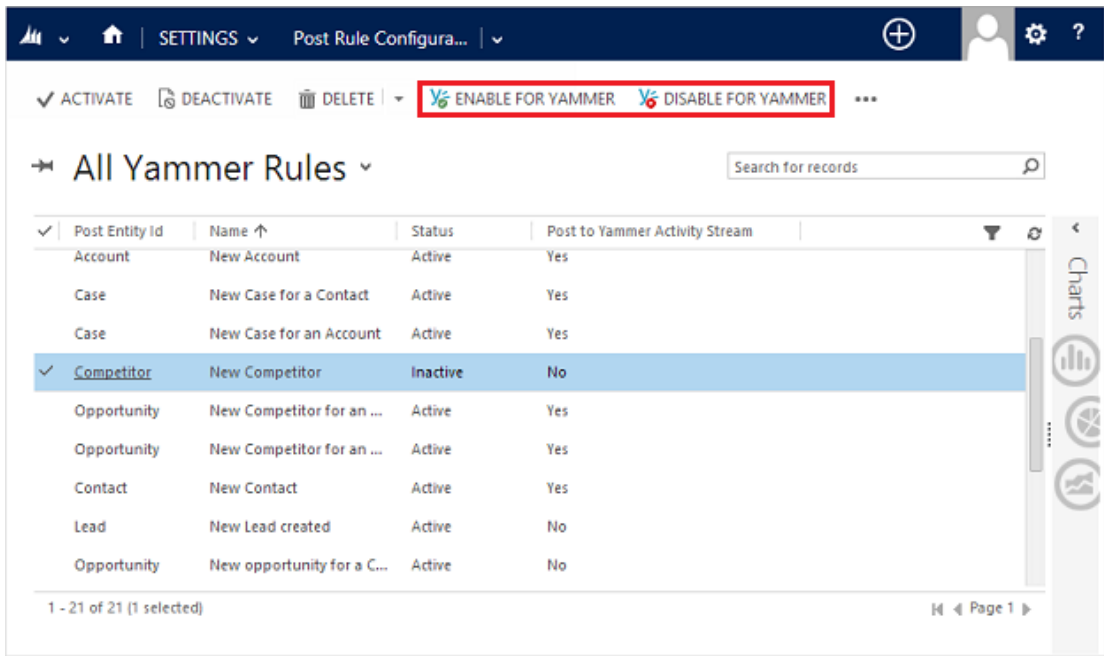 SETTINGS Post Rule Configura... ?
ACTIVATE DEACTIVATE DELETE ENABLE FOR YAMMER DISABLE FOR YAMMER ...
All Yammer Rules Search for records
Post Entity Id Name ↑ Status Post to Yammer Activity Stream
Account New Account Active Yes
Case New Case for a Contact Active Yes
Case New Case for an Account Active Yes
Competitor New Competitor Inactive No
Opportunity New Competitor for an ... Active Yes
Opportunity New Competitor for an ... Active Yes
Contact New Contact Active Yes
Lead New Lead created Active No
Opportunity New opportunity for a C... Active No
1 - 21 of 21 (1 selected) Page 1
Charts